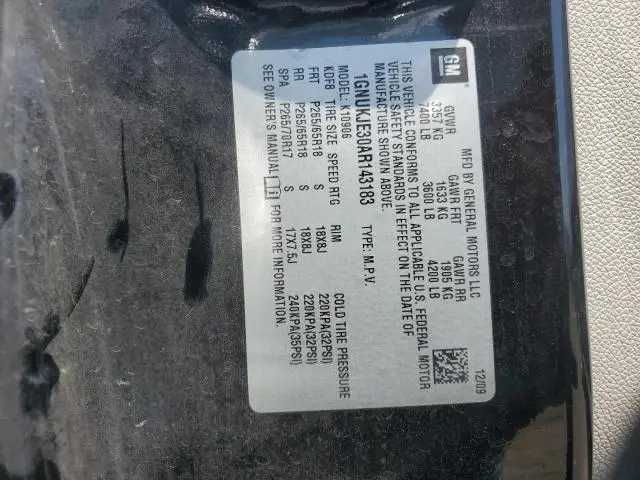 GM
MFD BY GENERAL MOTORS LLC 12/09
GVWR GAWR FRT GAWR RR
3357 KG 1633 KG 1905 KG
7400 LB 3600 LB 4200 LB
THIS VEHICLE CONFORMS TO ALL APPLICABLE U.S. FEDERAL MOTOR
VEHICLE SAFETY STANDARDS IN EFFECT ON THE DATE OF
MANUFACTURE SHOWN ABOVE.
1GNUKJE30AR143183 TYPE: M.P.V.
MODEL: K10906
KDF8 TIRE SIZE SPEED RTG RIM COLD TIRE PRESSURE
FRT P265/65R18 S 18X8J 220KPA(32PSI)
RR P265/65R18 S 18X8J 220KPA(32PSI)
SPA P265/70R17 S 17X7.5J 240KPA(35PSI)
SEE OWNER'S MANUAL FOR MORE INFORMATION.